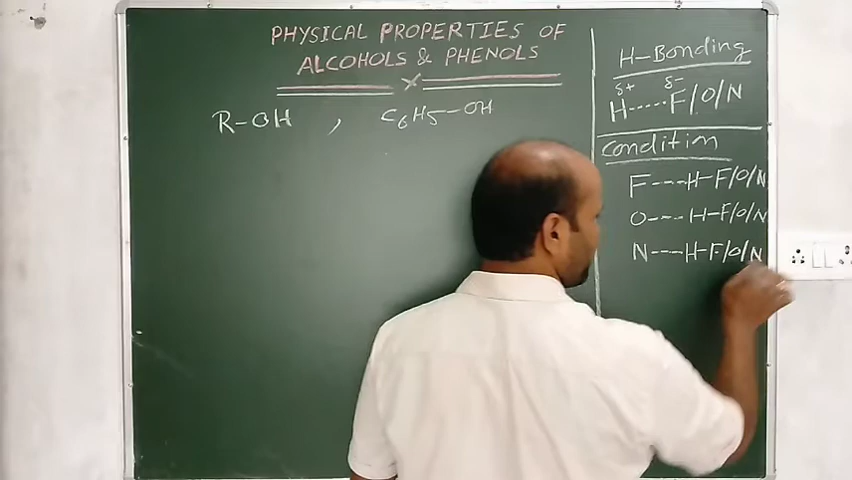 PHYSICAL PROPERTIES OF
ALCOHOLS & PHENOLS
R-OH , C6H5-OH
H-Bonding
δ+ δ-
H-----F/O/N
Condition
F----H-F/O/N
O----H-F/O/N
N----H-F/O/N